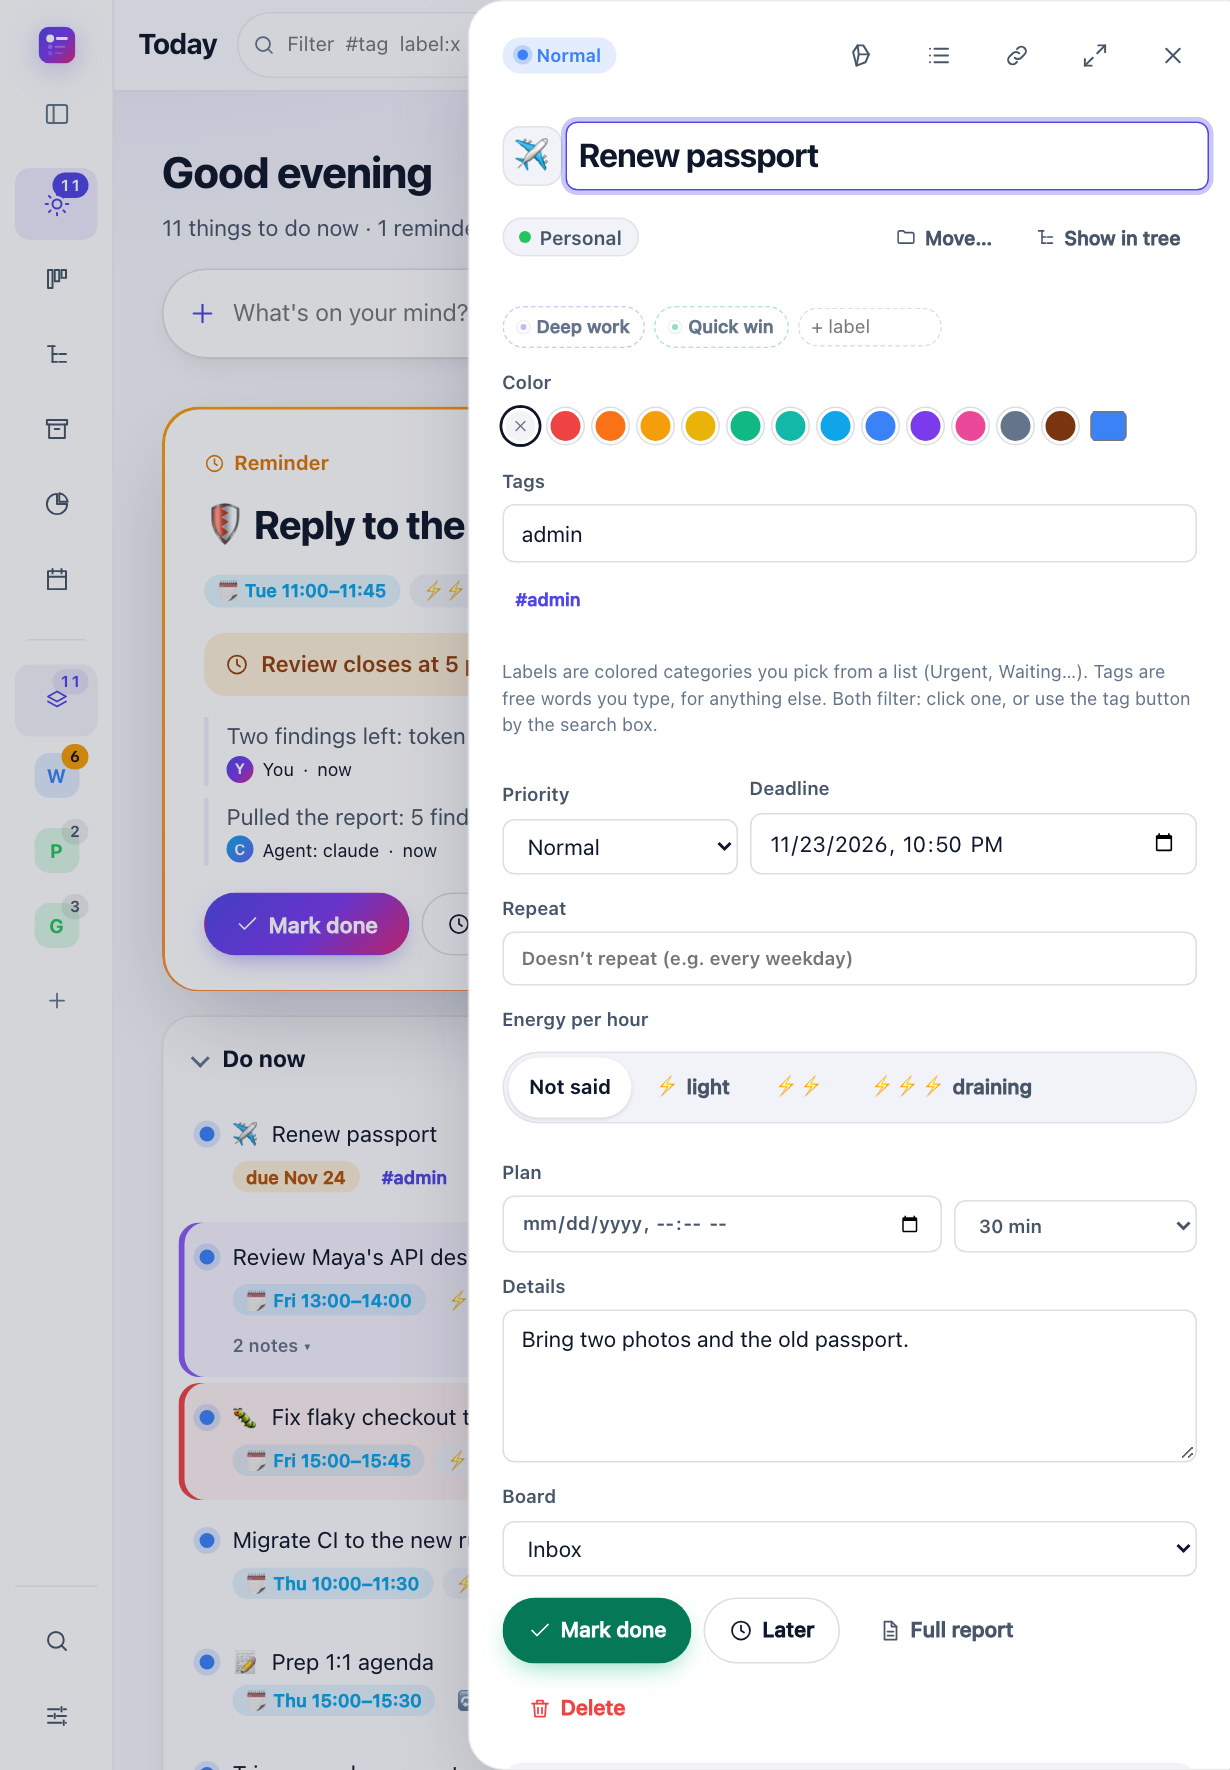 Today
Filter #tag label:x
11
Good evening
11 things to do now · 1 reminde
What's on your mind?
Reminder
Reply to the
Tue 11:00–11:45
Review closes at 5 p
Two findings left: token
Y You · now
Pulled the report: 5 find
C Agent: claude · now
Mark done
11
W 6
P 2
G 3
Do now
Renew passport
due Nov 24 #admin
Review Maya's API des
Fri 13:00–14:00
2 notes ▾
Fix flaky checkout t
Fri 15:00–15:45
Migrate CI to the new r
Thu 10:00–11:30
Prep 1:1 agenda
Thu 15:00–15:30
Normal
Renew passport
Personal
Move...
Show in tree
Deep work
Quick win
+ label
Color
Tags
admin
#admin
Labels are colored categories you pick from a list (Urgent, Waiting…). Tags are
free words you type, for anything else. Both filter: click one, or use the tag button
by the search box.
Priority
Deadline
Normal
11/23/2026, 10:50 PM
Repeat
Doesn't repeat (e.g. every weekday)
Energy per hour
Not said
light
draining
Plan
mm/dd/yyyy, --:-- --
30 min
Details
Bring two photos and the old passport.
Board
Inbox
Mark done
Later
Full report
Delete